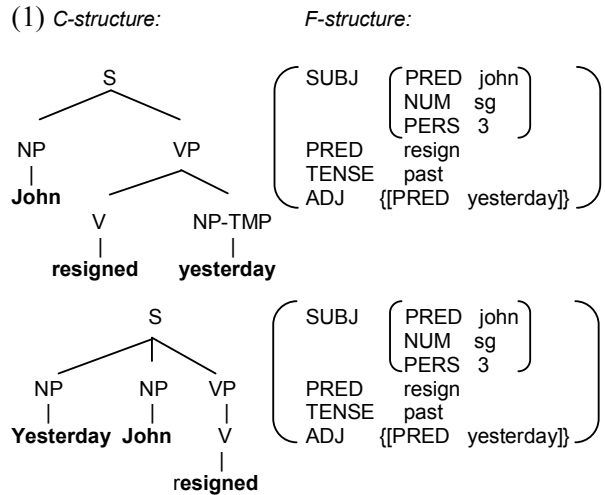 (1) C-structure: F-structure:
S
NP VP
John
V NP-TMP
resigned yesterday
SUBJ PRED john
NUM sg
PERS 3
PRED resign
TENSE past
ADJ {[PRED yesterday]}
S
NP NP VP
Yesterday John V
resigned
SUBJ PRED john
NUM sg
PERS 3
PRED resign
TENSE past
ADJ {[PRED yesterday]}